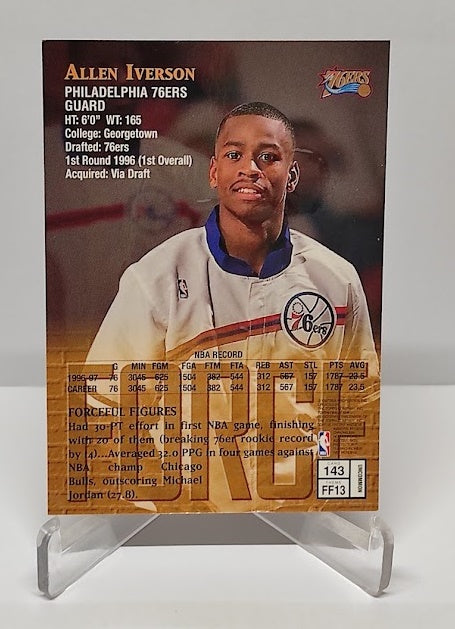 ALLEN IVERSON
PHILADELPHIA 76ERS
GUARD
HT: 6'0" WT: 165
College: Georgetown
Drafted: 76ers
1st Round 1996 (1st Overall)
Acquired: Via Draft
76ERS
76ers
NBA RECORD
G MIN FGM FGA FTM FTA REB AST STL PTS AVG
1996-97 76 3045 625 1504 382 544 312 567 157 1787 23.5
CAREER 76 3045 625 1504 382 544 312 567 157 1787 23.5
FORCE
FORCEFUL FIGURES
Had 30-PT effort in first NBA game, finishing
with 20 of them (breaking 76er rookie record
by 4)...Averaged 32.0 PPG in four games against
NBA champ Chicago
Bulls, outscoring Michael
Jordan (27.8).
CARD
143
THEME
FF13
UNCOMMON